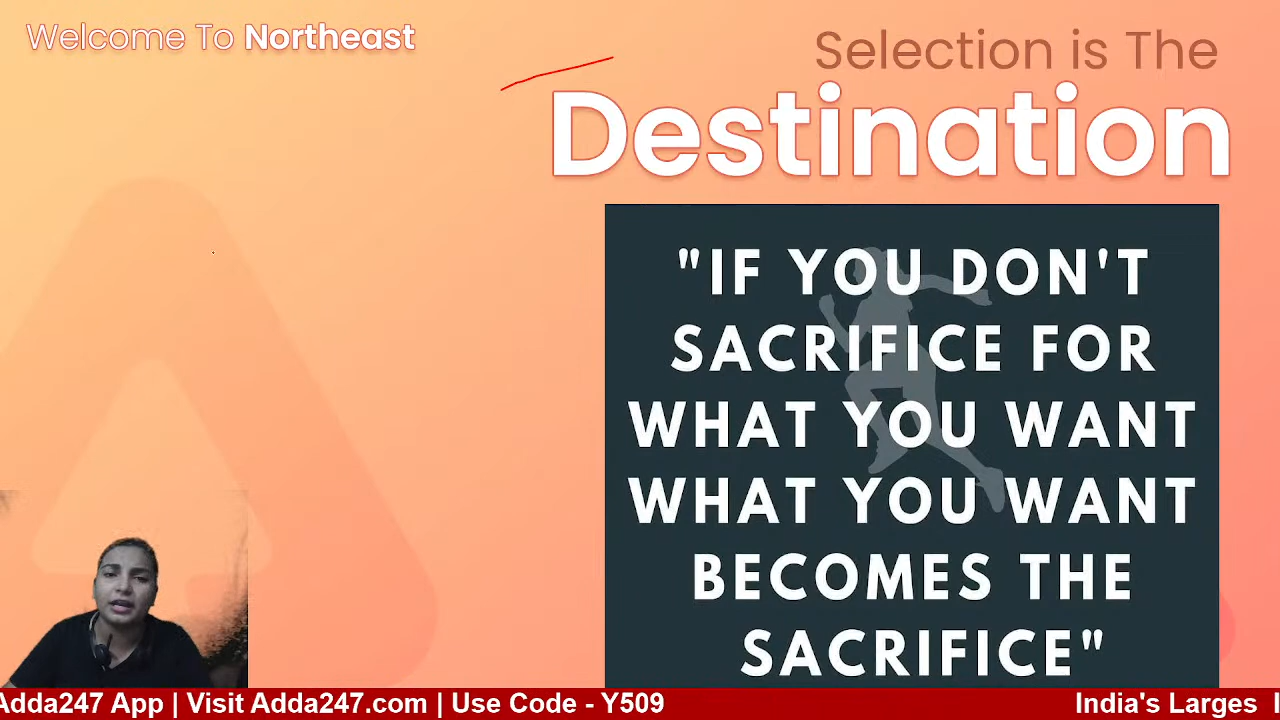 Welcome To Northeast
Selection is The
Destination
"IF YOU DON'T
SACRIFICE FOR
WHAT YOU WANT
WHAT YOU WANT
BECOMES THE
SACRIFICE"
Adda247 App | Visit Adda247.com | Use Code - Y509
India's Larges